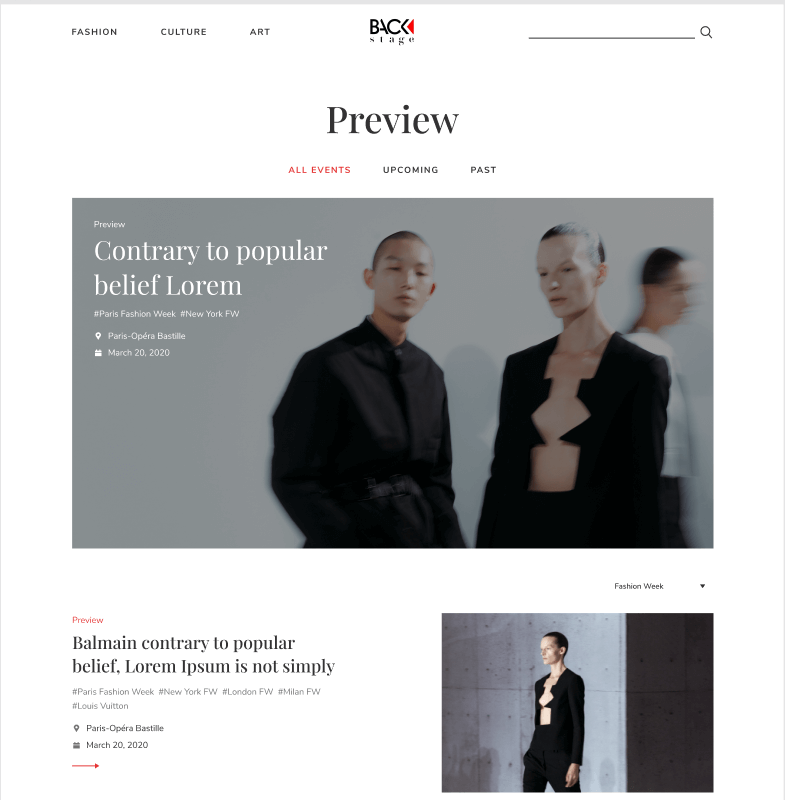 FASHION CULTURE ART
BACK
stage
Preview
ALL EVENTS UPCOMING PAST
Preview
Contrary to popular
belief Lorem
#Paris Fashion Week #New York FW
Paris-Opéra Bastille
March 20, 2020
Fashion Week
Preview
Balmain contrary to popular
belief, Lorem Ipsum is not simply
#Paris Fashion Week #New York FW #London FW #Milan FW
#Louis Vuitton
Paris-Opéra Bastille
March 20, 2020